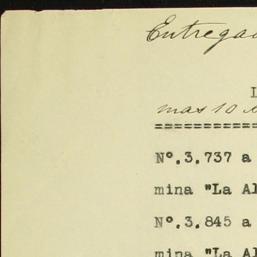 Entregad
L
mas 10
==========
Nº.3.737 a
mina "La Al
Nº.3.845 a
mina "La Al